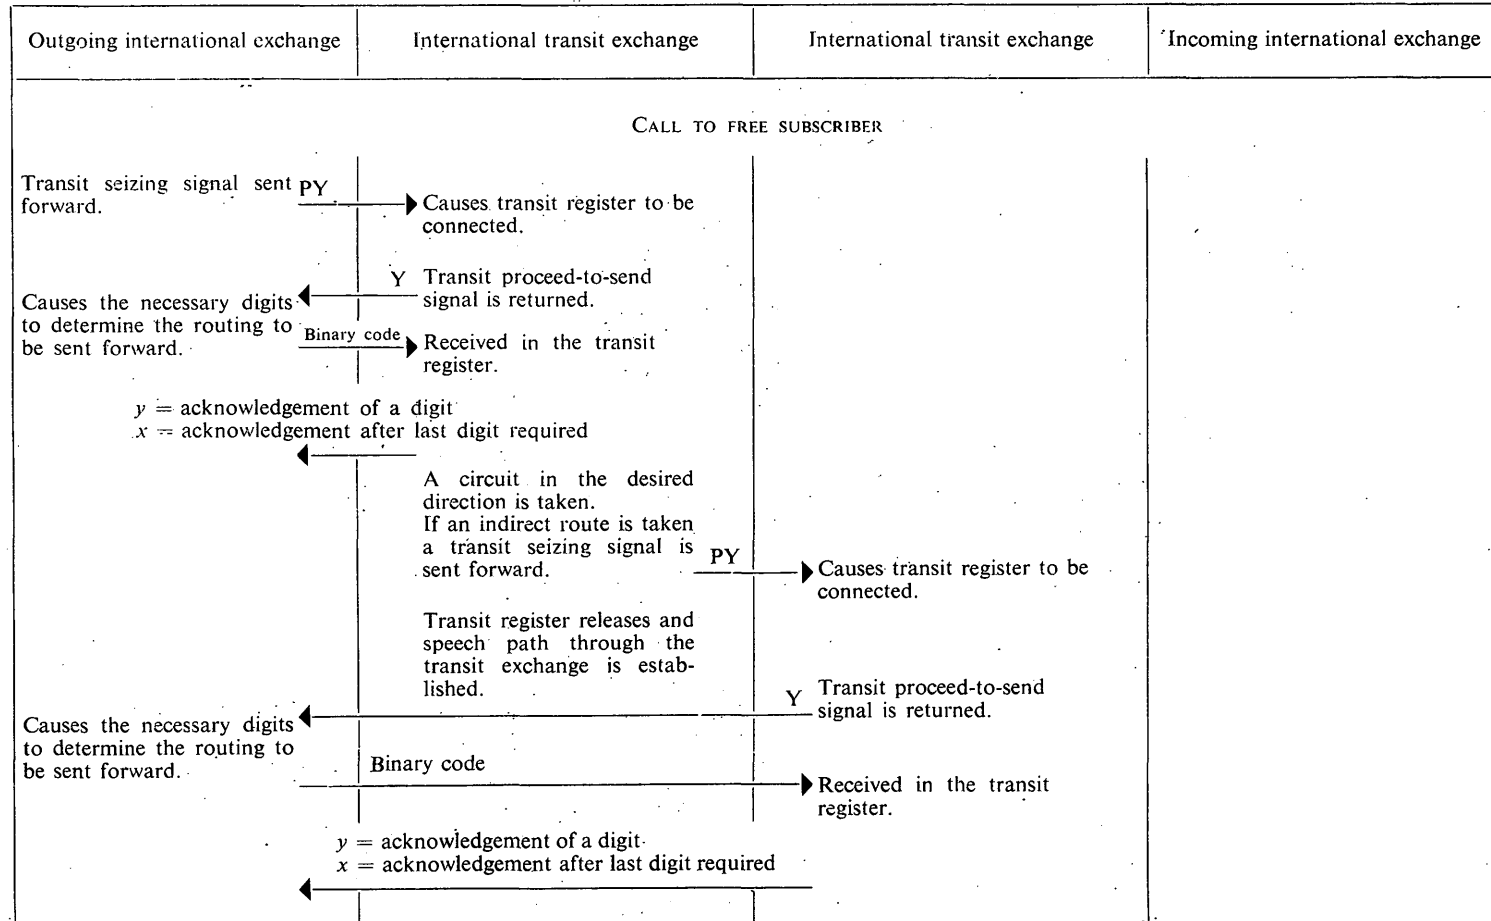 Outgoing international exchange
International transit exchange
International transit exchange
Incoming international exchange
CALL TO FREE SUBSCRIBER
Transit seizing signal sent
forward.
PY
Causes transit register to be
connected.
Y
Transit proceed-to-send
signal is returned.
Causes the necessary digits
to determine the routing to
be sent forward.
Binary code
Received in the transit
register.
y = acknowledgement of a digit
x = acknowledgement after last digit required
A circuit in the desired
direction is taken.
If an indirect route is taken
a transit seizing signal is
sent forward.
PY
Causes transit register to be
connected.
Transit register releases and
speech path through the
transit exchange is estab-
lished.
Y
Transit proceed-to-send
signal is returned.
Causes the necessary digits
to determine the routing to
be sent forward.
Binary code
Received in the transit
register.
y = acknowledgement of a digit
x = acknowledgement after last digit required